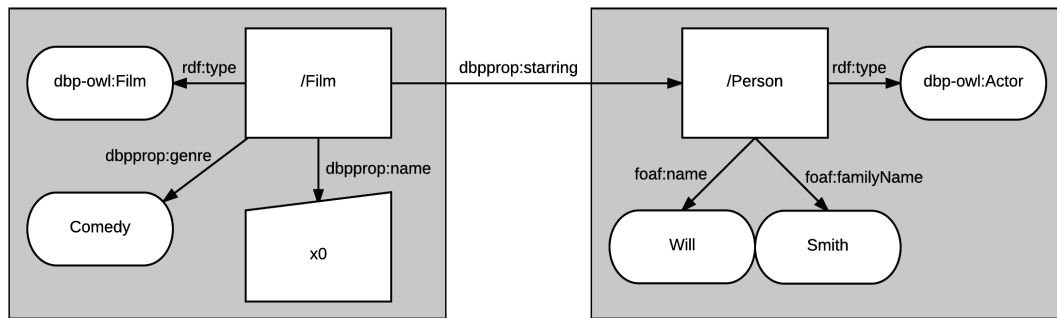 dbp-owl:Film
rdf:type
/Film
dbpprop:starring
/Person
rdf:type
dbp-owl:Actor
dbpprop:genre
dbpprop:name
foaf:name
foaf:familyName
Comedy
x0
Will
Smith